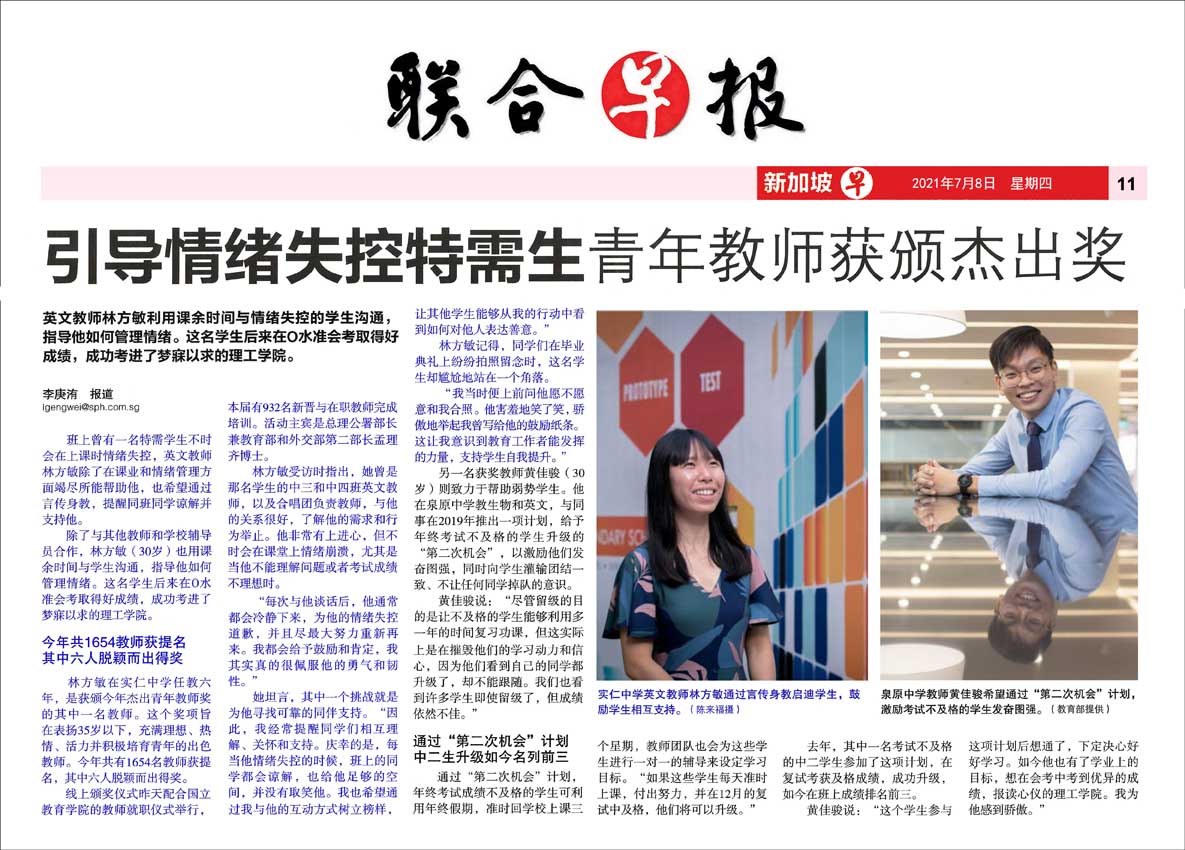 联合早报
新加坡 早 2021年7月8日 星期四 11
引导情绪失控特需生青年教师获颁杰出奖
英文教师林方敏利用课余时间与情绪失控的学生沟通，
指导他如何管理情绪。这名学生后来在O水准会考取得好
成绩，成功考进了梦寐以求的理工学院。
李庚洧 报道
lgengwei@sph.com.sg
班上曾有一名特需学生不时
会在上课时情绪失控，英文教师
林方敏除了在课业和情绪管理方
面竭尽所能帮助他，也希望通过
言传身教，提醒同班同学谅解并
支持他。
除了与其他教师和学校辅导
员合作，林方敏（30岁）也用课
余时间与学生沟通，指导他如何
管理情绪。这名学生后来在O水
准会考取得好成绩，成功考进了
梦寐以求的理工学院。
今年共1654教师获提名
其中六人脱颖而出得奖
林方敏在实仁中学任教六
年，是获颁今年杰出青年教师奖
的其中一名教师。这个奖项旨
在表扬35岁以下，充满理想、热
情、活力并积极培育青年的出色
教师。今年共有1654名教师获提
名，其中六人脱颖而出得奖。
线上颁奖仪式昨天配合国立
教育学院的教师就职仪式举行，
本届有932名新晋与在职教师完成
培训。活动主宾是总理公署部长
兼教育部和外交部第二部长孟理
齐博士。
林方敏受访时指出，她曾是
那名学生的中三和中四班英文教
师，以及合唱团负责教师，与他
的关系很好，了解他的需求和行
为举止。他非常有上进心，但不
时会在课堂上情绪崩溃，尤其是
当他不能理解问题或者考试成绩
不理想时。
“每次与他谈话后，他通常
都会冷静下来，为他的情绪失控
道歉，并且尽最大努力重新再
来。我都会给予鼓励和肯定，我
其实真的很佩服他的勇气和韧
性。”
她坦言，其中一个挑战就是
为他寻找可靠的同伴支持。“因
此，我经常提醒同学们相互理
解、关怀和支持。庆幸的是，每
当他情绪失控的时候，班上的同
学都会谅解，也给他足够的空
间，并没有取笑他。我也希望通
过我与他的互动方式树立榜样，
让其他学生能够从我的行动中看
到如何对他人表达善意。”
林方敏记得，同学们在毕业
典礼上纷纷拍照留念时，这名学
生却尴尬地站在一个角落。
“我当时便上前问他愿不愿
意和我合照。他害羞地笑了笑，骄
傲地举起我曾写给他的鼓励纸条。
这让我意识到教育工作者能发挥
的力量，支持学生自我提升。”
另一名获奖教师黄佳骏（30
岁）则致力于帮助弱势学生。他
在泉原中学教生物和英文，与同
事在2019年推出一项计划，给予
年终考试不及格的学生升级的
“第二次机会”，以激励他们发
奋图强，同时向学生灌输团结一
致、不让任何同学掉队的意识。
黄佳骏说：“尽管留级的目
的是让不及格的学生能够利用多
一年的时间复习功课，但这实际
上是在摧毁他们的学习动力和信
心，因为他们看到自己的同学都
升级了，却不能跟随。我们也看
到许多学生即使留级了，但成绩
依然不佳。”
通过“第二次机会”计划
中二生升级如今名列前三
通过“第二次机会”计划，
年终考试成绩不及格的学生可利
用年终假期，准时回学校上课三
PROTOTYPE
TEST
实仁中学英文教师林方敏通过言传身教启迪学生，鼓
励学生相互支持。（陈来福摄）
泉原中学教师黄佳骏希望通过“第二次机会”计划，
激励考试不及格的学生发奋图强。（教育部提供）
个星期，教师团队也会为这些学
生进行一对一的辅导来设定学习
目标。“如果这些学生每天准时
上课，付出努力，并在12月的复
试中及格，他们将可以升级。”
去年，其中一名考试不及格
的中二学生参加了这项计划，在
复试考获及格成绩，成功升级，
如今在班上成绩排名前三。
黄佳骏说：“这个学生参与
这项计划后想通了，下定决心好
好学习。如今他也有了学业上的
目标，想在会考中考到优异的成
绩，报读心仪的理工学院。我为
他感到骄傲。”